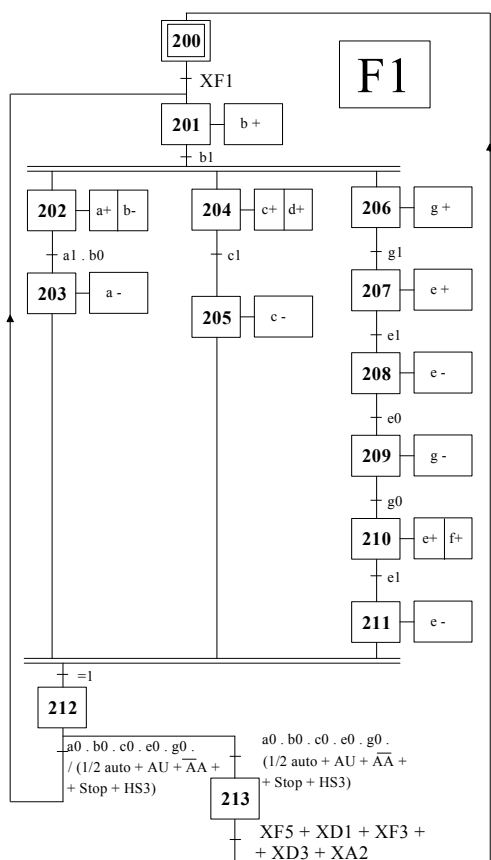 200
XF1
F1
201 b +
b1
202 a+ b-
204 c+ d+
206 g +
a1 . b0
c1
g1
203 a -
205 c -
207 e +
e1
208 e -
e0
209 g -
g0
210 e+ f+
e1
211 e -
=1
212
a0 . b0 . c0 . e0 . g0 .
/ (1/2 auto + AU + A̅A +
+ Stop + HS3)
a0 . b0 . c0 . e0 . g0 .
(1/2 auto + AU + A̅A̅ +
+ Stop + HS3)
213
XF5 + XD1 + XF3 +
+ XD3 + XA2